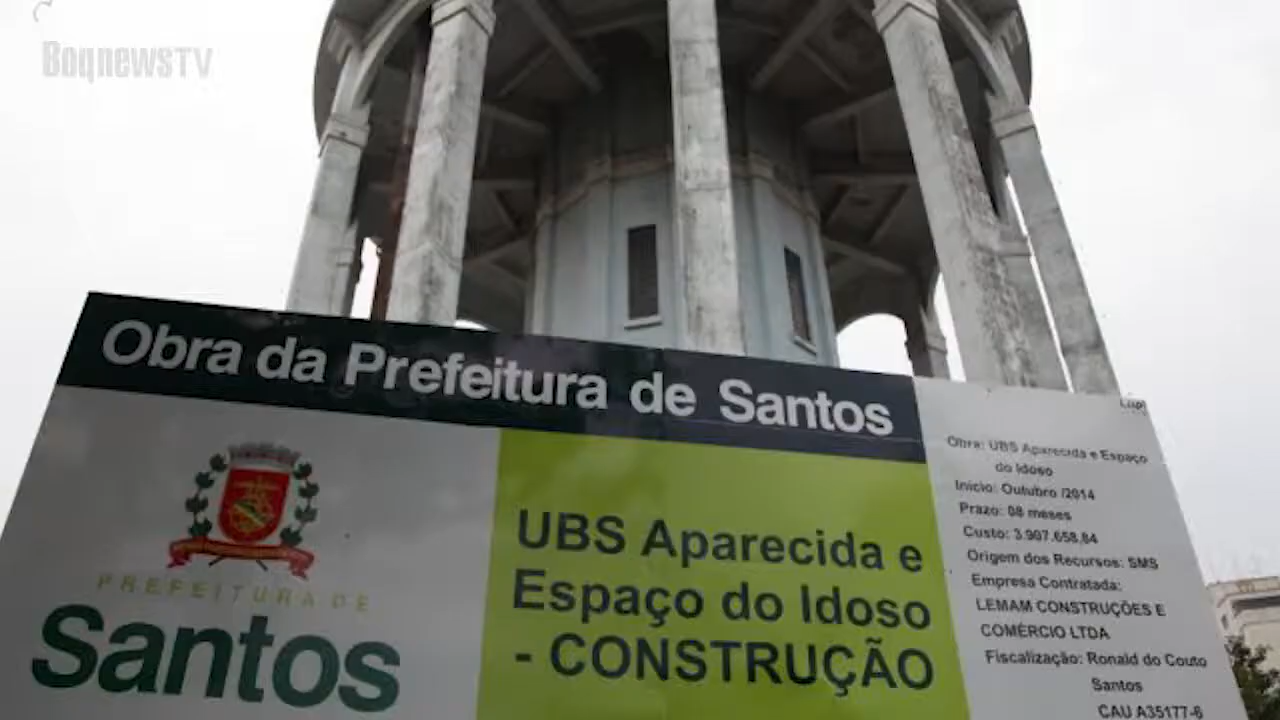 BoqnewsTV
Obra da Prefeitura de Santos
PREFEITURA DE
Santos
UBS Aparecida e
Espaço do Idoso
- CONSTRUÇÃO
Obra: UBS Aparecida e Espaço
do Idoso
Início: Outubro /2014
Prazo: 08 meses
Custo: 3.907.658,84
Origem dos Recursos: SMS
Empresa Contratada:
LEMAM CONSTRUÇÕES E
COMÉRCIO LTDA
Fiscalização: Ronald do Couto
Santos
CAU A35177-6